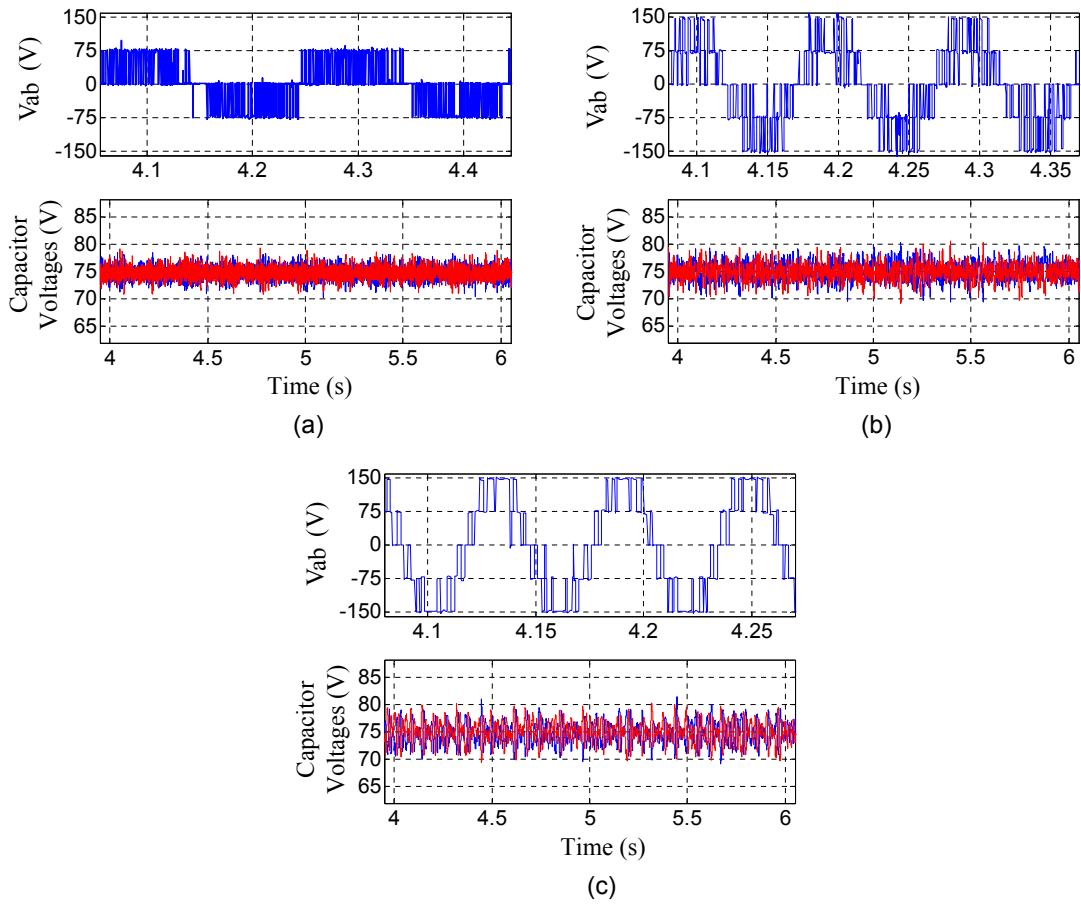 150
75
0
-75
-150
Vab (V)
4.1 4.2 4.3 4.4
85
80
75
70
65
Capacitor
Voltages (V)
4 4.5 5 5.5 6
Time (s)
(a)
150
75
0
-75
-150
Vab (V)
4.1 4.15 4.2 4.25 4.3 4.35
85
80
75
70
65
Capacitor
Voltages (V)
4 4.5 5 5.5 6
Time (s)
(b)
150
75
0
-75
-150
Vab (V)
4.1 4.15 4.2 4.25
85
80
75
70
65
Capacitor
Voltages (V)
4 4.5 5 5.5 6
Time (s)
(c)